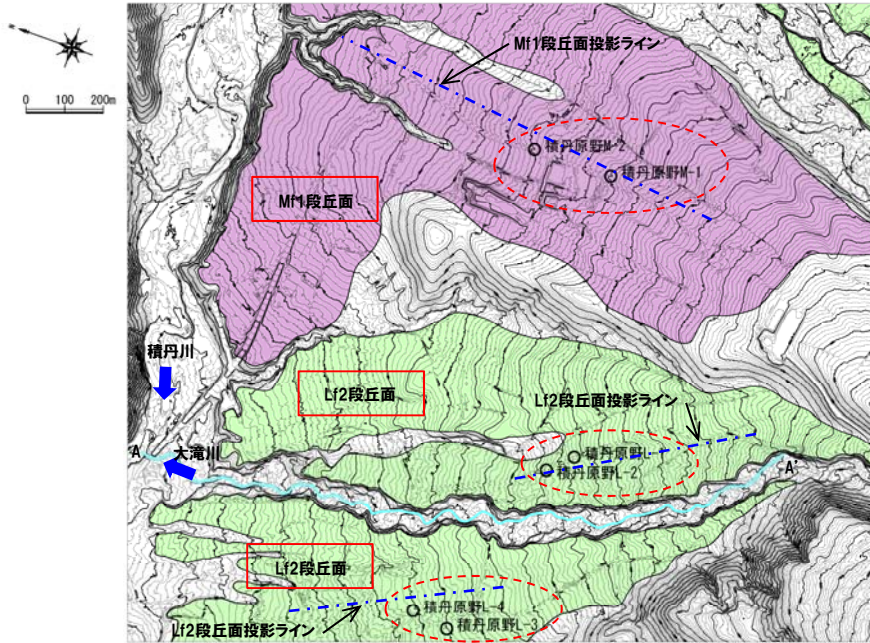 Mf1段丘面投影ライン
0 100 200m
積丹原野M-2
積丹原野M-1
Mf1段丘面
積丹川
Lf2段丘面
Lf2段丘面投影ライン
A
大滝川
積丹原野L-1
積丹原野L-2
A'
Lf2段丘面
積丹原野L-4
積丹原野L-3
Lf2段丘面投影ライン